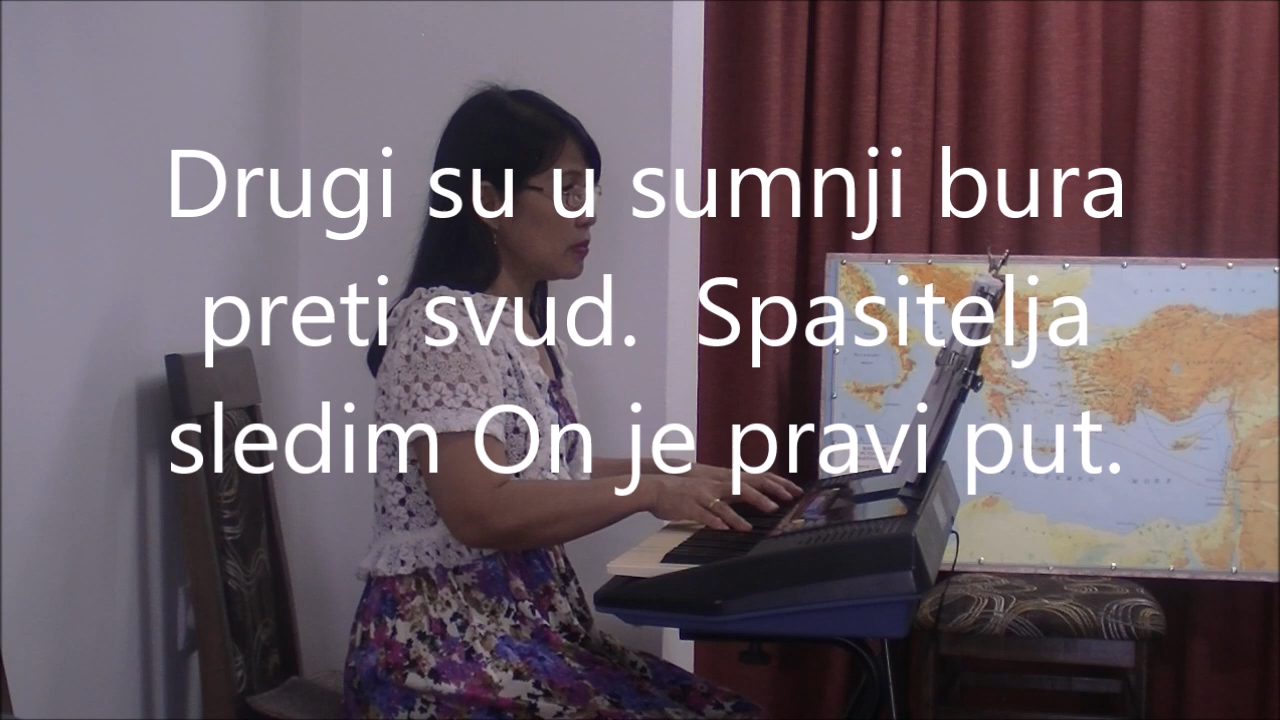 Drugi su u sumnji bura
preti svud.  Spasitelja
sledim On je pravi put.